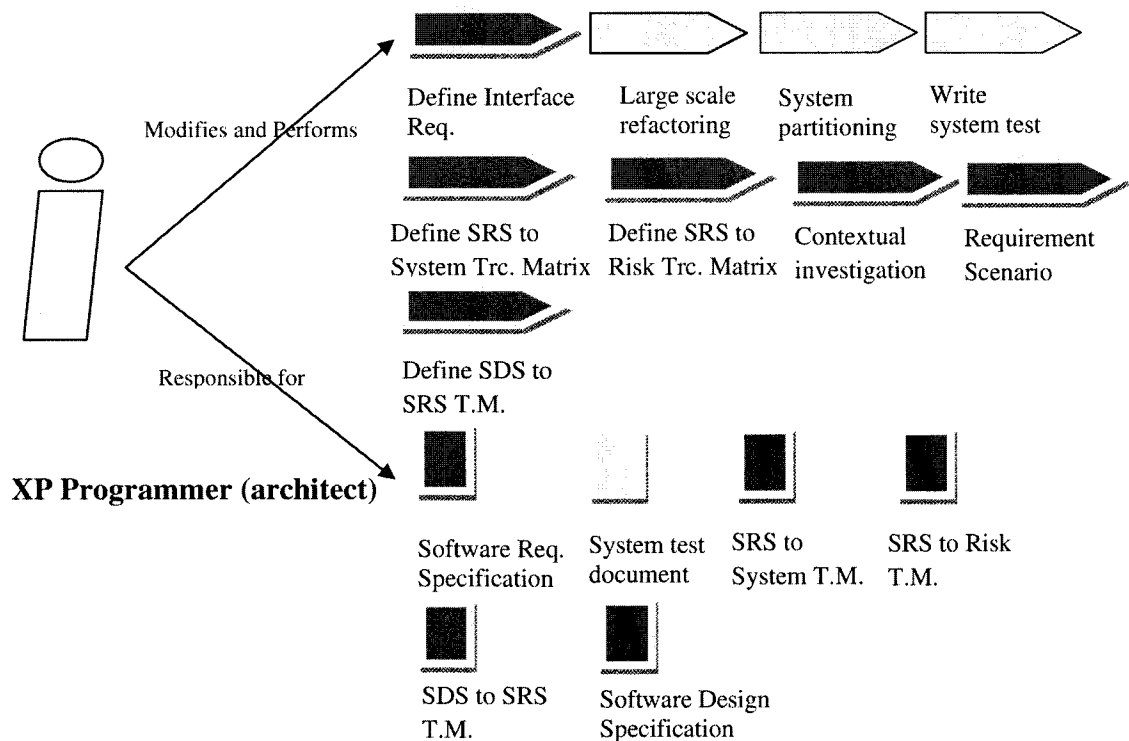 Define Interface
Req.
Large scale
refactoring
System
partitioning
Write
system test
Modifies and Performs
Define SRS to
System Trc. Matrix
Define SRS to
Risk Trc. Matrix
Contextual
investigation
Requirement
Scenario
Responsible for
Define SDS to
SRS T.M.
XP Programmer (architect)
Software Req.
Specification
System test
document
SRS to
System T.M.
SRS to Risk
T.M.
SDS to SRS
T.M.
Software Design
Specification